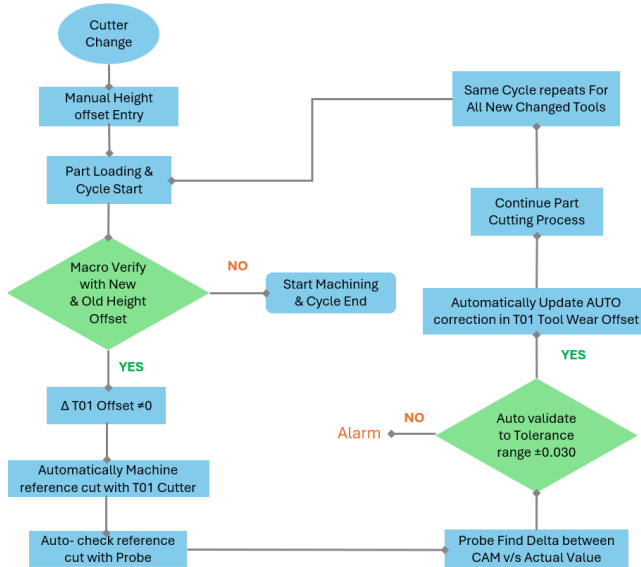 Cutter
Change
Manual Height
offset Entry
Part Loading &
Cycle Start
Macro Verify
with New
& Old Height
Offset
NO
Start Machining
& Cycle End
YES
Δ T01 Offset ≠0
Automatically Machine
reference cut with T01 Cutter
Auto- check reference
cut with Probe
Probe Find Delta between
CAM v/s Actual Value
Auto validate
to Tolerance
range ±0.030
NO
Alarm
YES
Automatically Update AUTO
correction in T01 Tool Wear Offset
Continue Part
Cutting Process
Same Cycle repeats For
All New Changed Tools